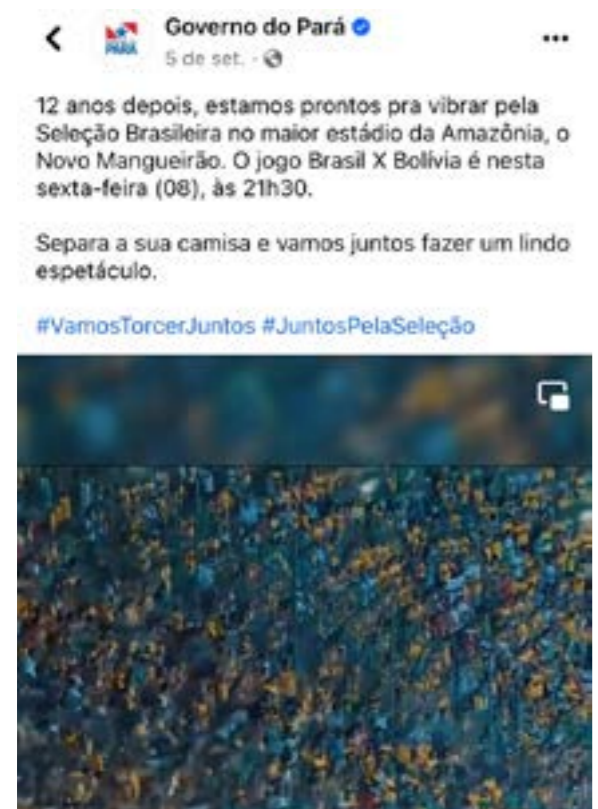 Governo do Pará
PARÁ
5 de set. ·
12 anos depois, estamos prontos pra vibrar pela
Seleção Brasileira no maior estádio da Amazônia, o
Novo Mangueirão. O jogo Brasil X Bolívia é nesta
sexta-feira (08), às 21h30.
Separa a sua camisa e vamos juntos fazer um lindo
espetáculo.
#VamosTorcerJuntos #JuntosPelaSeleção